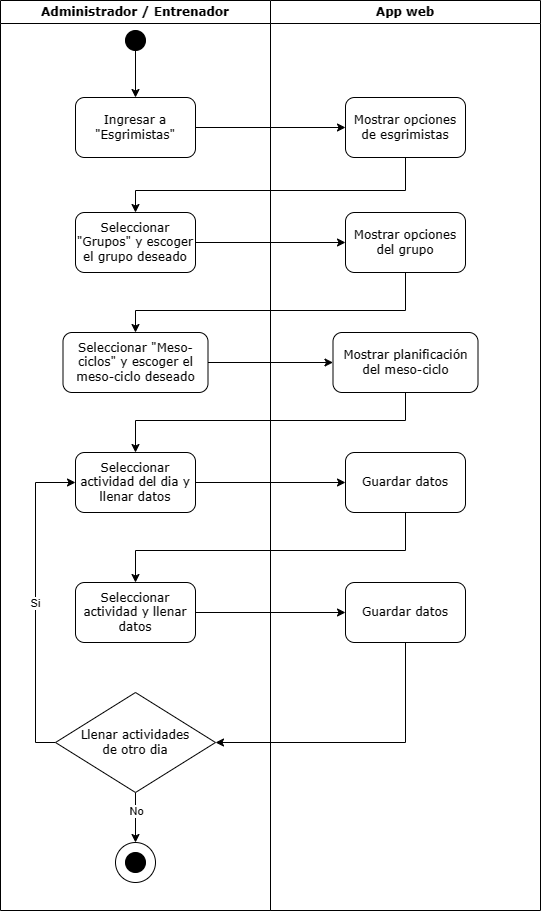 Administrador / Entrenador
App web
Ingresar a
"Esgrimistas"
Mostrar opciones
de esgrimistas
Seleccionar
"Grupos" y escoger
el grupo deseado
Mostrar opciones
del grupo
Seleccionar "Meso-
ciclos" y escoger el
meso-ciclo deseado
Mostrar planificación
del meso-ciclo
Seleccionar
actividad del dia y
llenar datos
Guardar datos
Seleccionar
actividad y llenar
datos
Guardar datos
Si
Llenar actividades
de otro dia
No